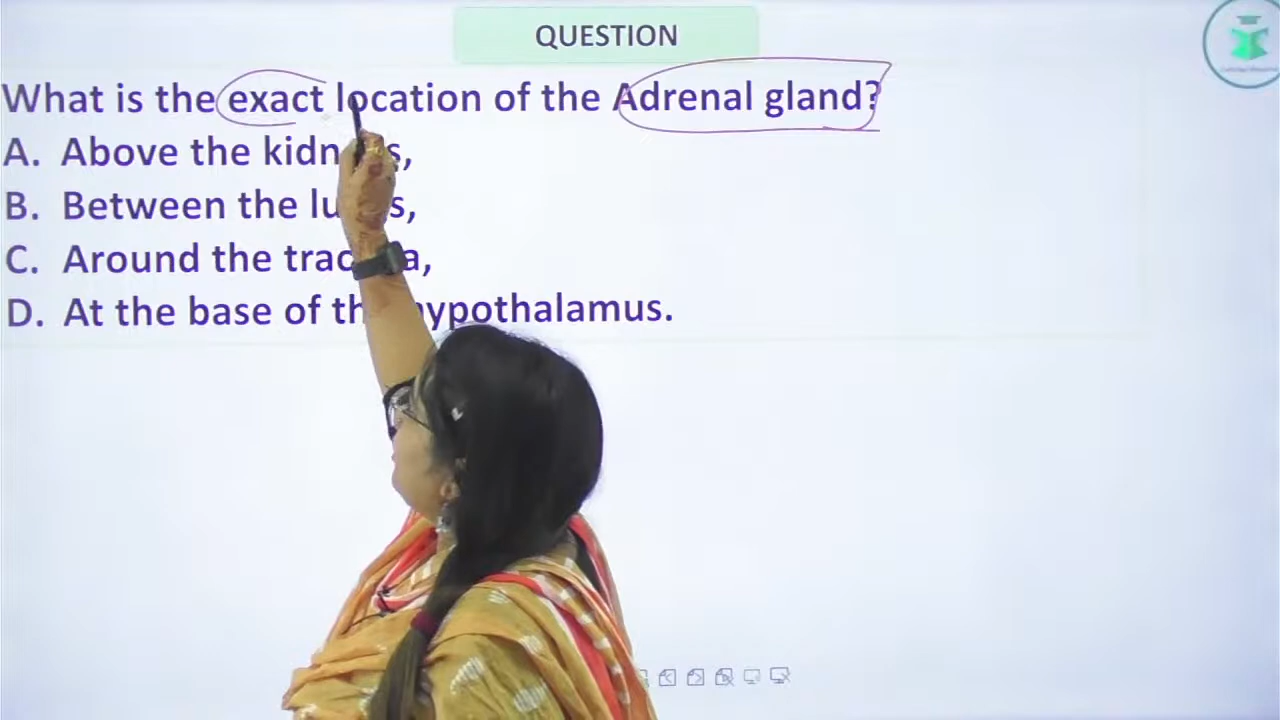 QUESTION
What is the exact location of the Adrenal gland?
A. Above the
B. Between the
C. Around the
D. At the base of